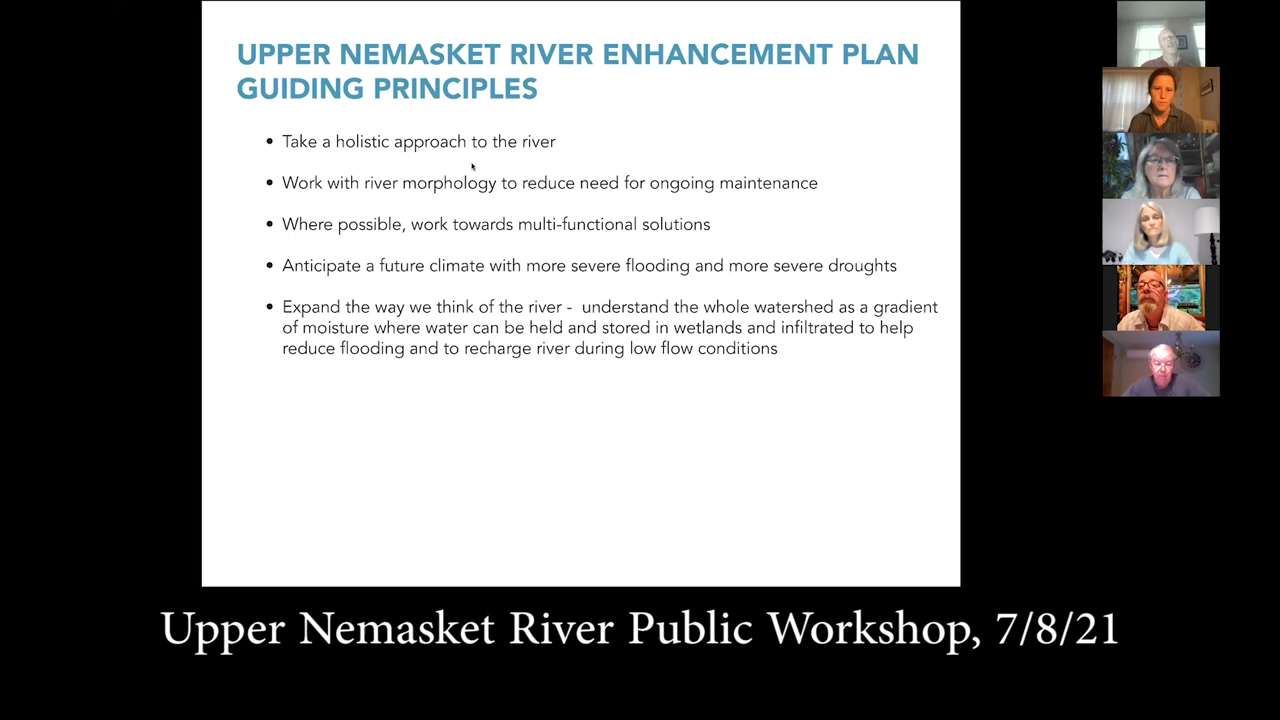 UPPER NEMASKET RIVER ENHANCEMENT PLAN
GUIDING PRINCIPLES
• Take a holistic approach to the river
• Work with river morphology to reduce need for ongoing maintenance
• Where possible, work towards multi-functional solutions
• Anticipate a future climate with more severe flooding and more severe droughts
• Expand the way we think of the river - understand the whole watershed as a gradient
of moisture where water can be held and stored in wetlands and infiltrated to help
reduce flooding and to recharge river during low flow conditions
Upper Nemasket River Public Workshop, 7/8/21